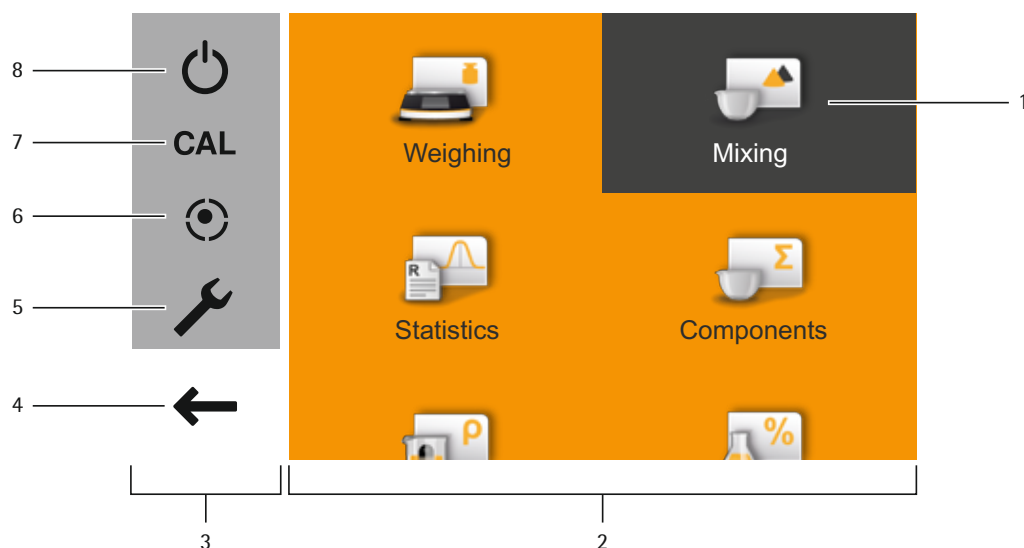 8
7
6
5
4
3
CAL
Weighing
Mixing
1
R
Σ
Statistics
Components
ρ
%
2